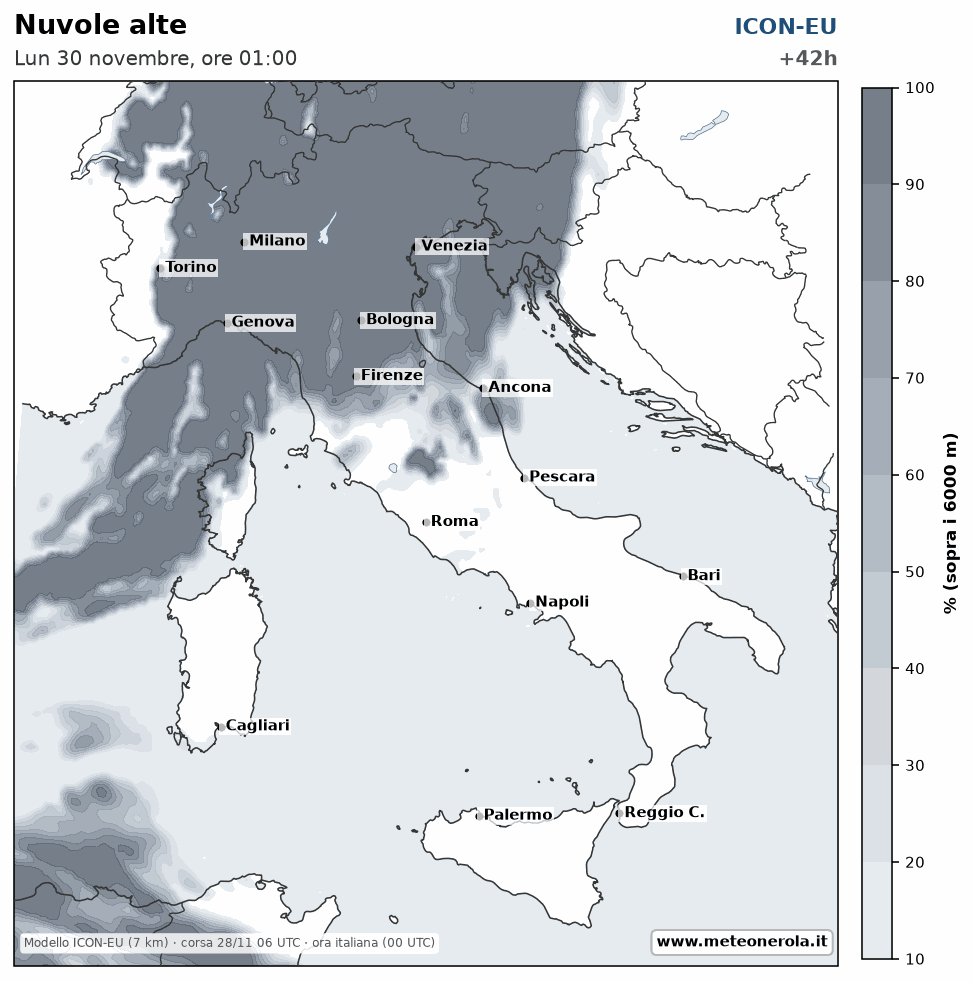 Nuvole alte
ICON-EU
Lun 30 novembre, ore 01:00
+42h
Milano
Venezia
Torino
Genova
Bologna
Firenze
Ancona
Pescara
Roma
Bari
Napoli
Cagliari
Palermo
Reggio C.
Modello ICON-EU (7 km) · corsa 28/11 06 UTC · ora italiana (00 UTC)
www.meteonerola.it
100
90
80
70
60
50
40
30
20
10
% (sopra i 6000 m)